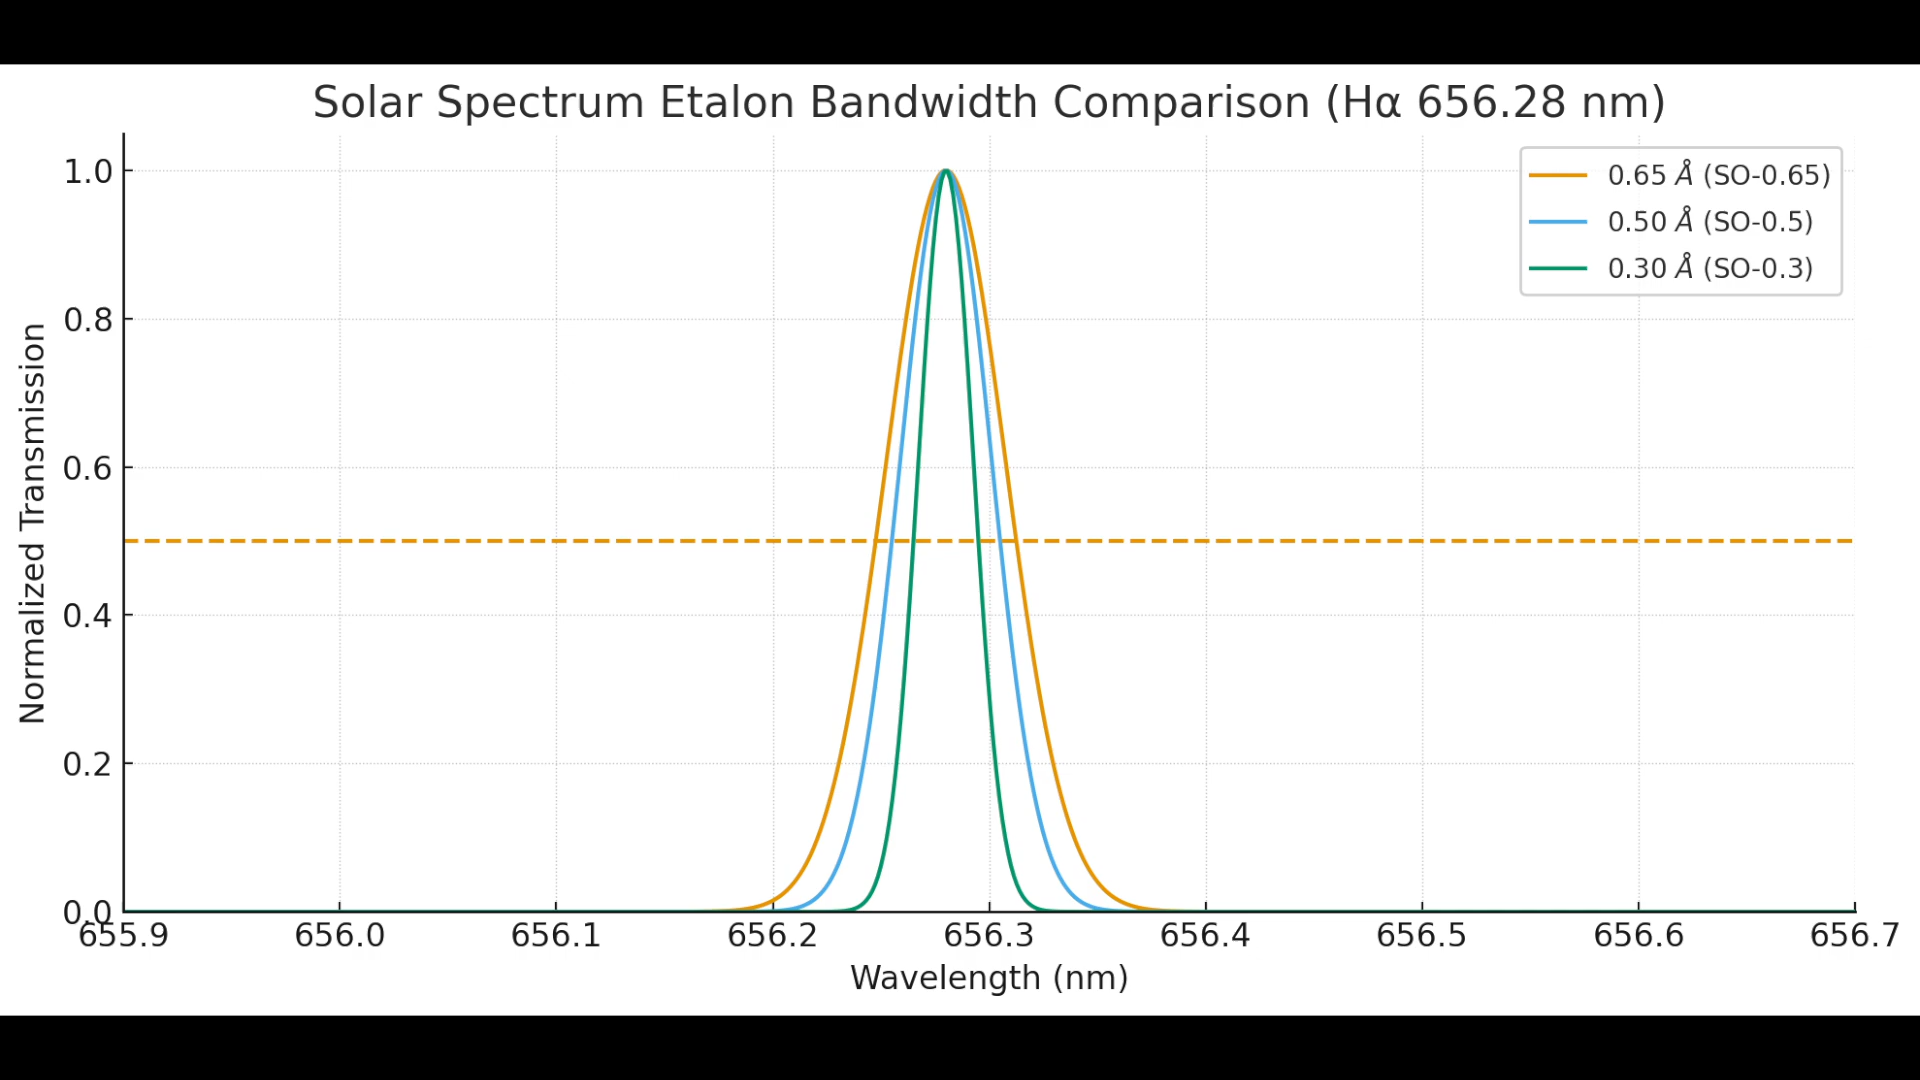 Solar Spectrum Etalon Bandwidth Comparison (Hα 656.28 nm)
0.65 Å (SO-0.65)
0.50 Å (SO-0.5)
0.30 Å (SO-0.3)
Normalized Transmission
1.0
0.8
0.6
0.4
0.2
0.0
655.9 656.0 656.1 656.2 656.3 656.4 656.5 656.6 656.7
Wavelength (nm)